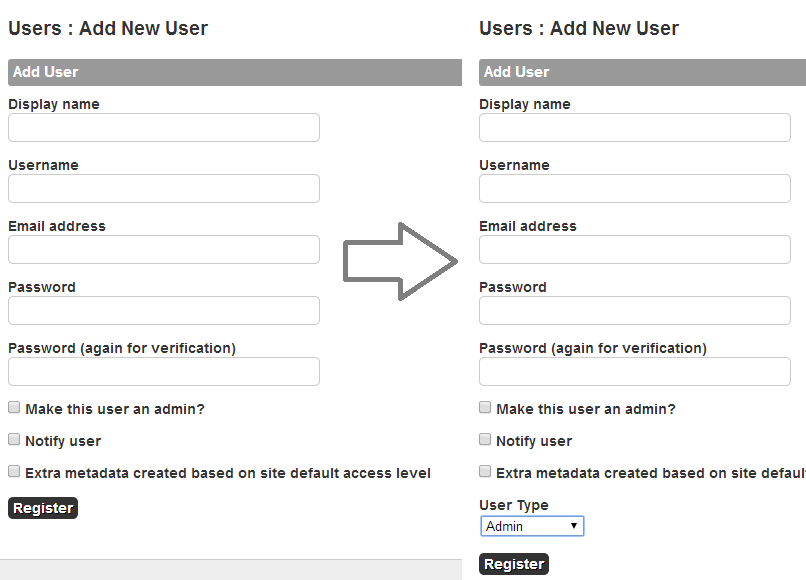 Users : Add New User
Add User
Display name
Username
Email address
Password
Password (again for verification)
Make this user an admin?
Notify user
Extra metadata created based on site default access level
Register
Users : Add New User
Add User
Display name
Username
Email address
Password
Password (again for verification)
Make this user an admin?
Notify user
Extra metadata created based on site defaul
User Type
Admin
Register